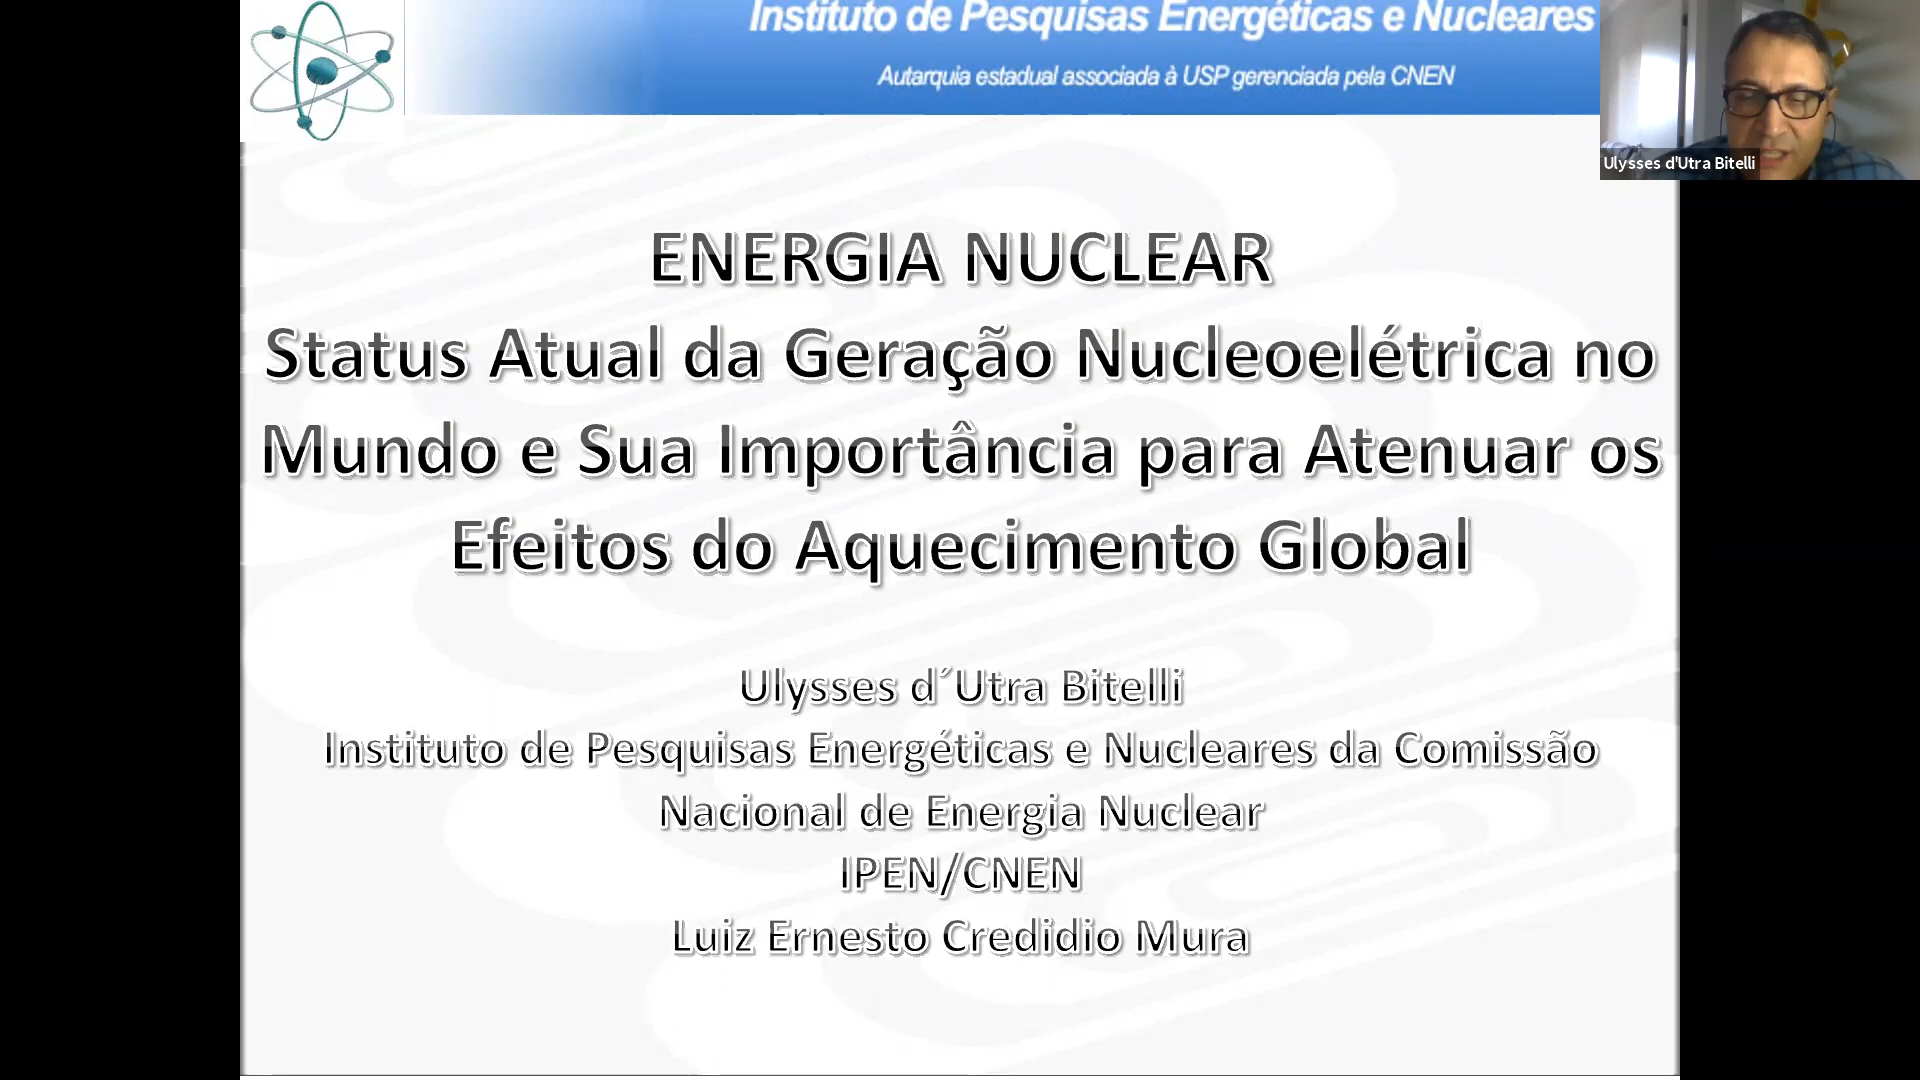 Instituto de Pesquisas Energéticas e Nucleares
Autarquia estadual associada à USP gerenciada pela CNEN
Ulysses d'Utra Bitelli
ENERGIA NUCLEAR
Status Atual da Geração Nucleoelétrica no
Mundo e Sua Importância para Atenuar os
Efeitos do Aquecimento Global
Ulysses d´Utra Bitelli
Instituto de Pesquisas Energéticas e Nucleares da Comissão
Nacional de Energia Nuclear
IPEN/CNEN
Luiz Ernesto Credidio Mura